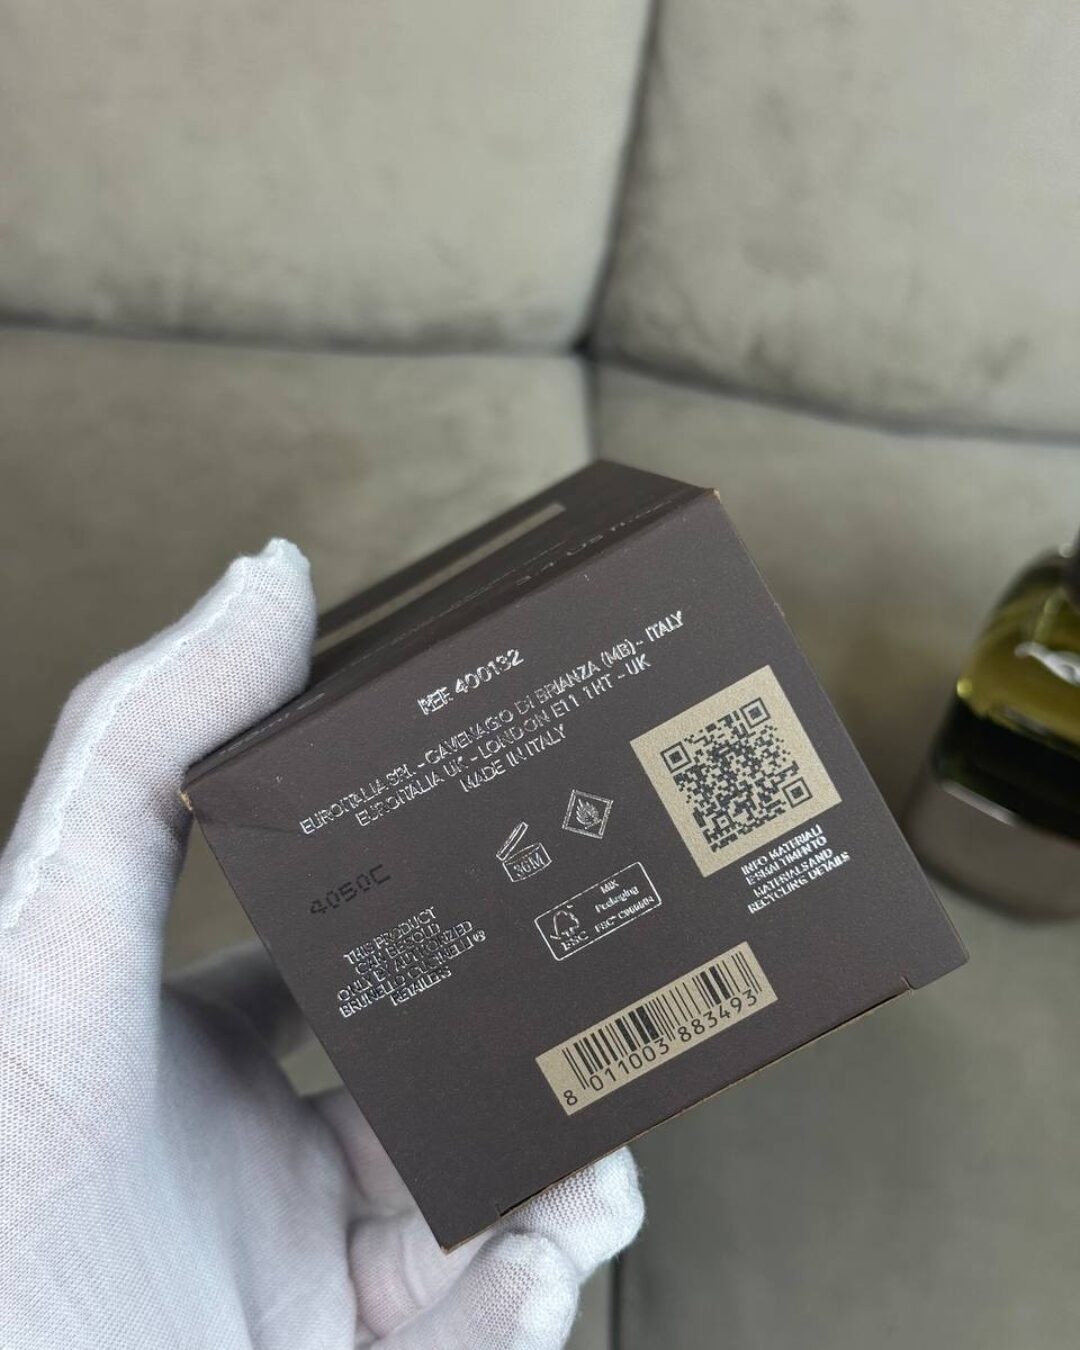 REF. 400132
EUROITALIA SRL - CAVENAGO DI BRIANZA (MB) - ITALY
EUROITALIA UK - LONDON E1 1 1HT - UK
MADE IN ITALY
36M
4050C
THIS PRODUCT
CAN BE SOLD
ONLY BY AUTHORIZED
BRUNELLO CUCINELLI®
RETAILERS
FSC
MIX
Packaging
INFO MATERIALI
E SMALTIMENTO
MATERIALS AND
RECYCLING DETAILS
8 011003 883493